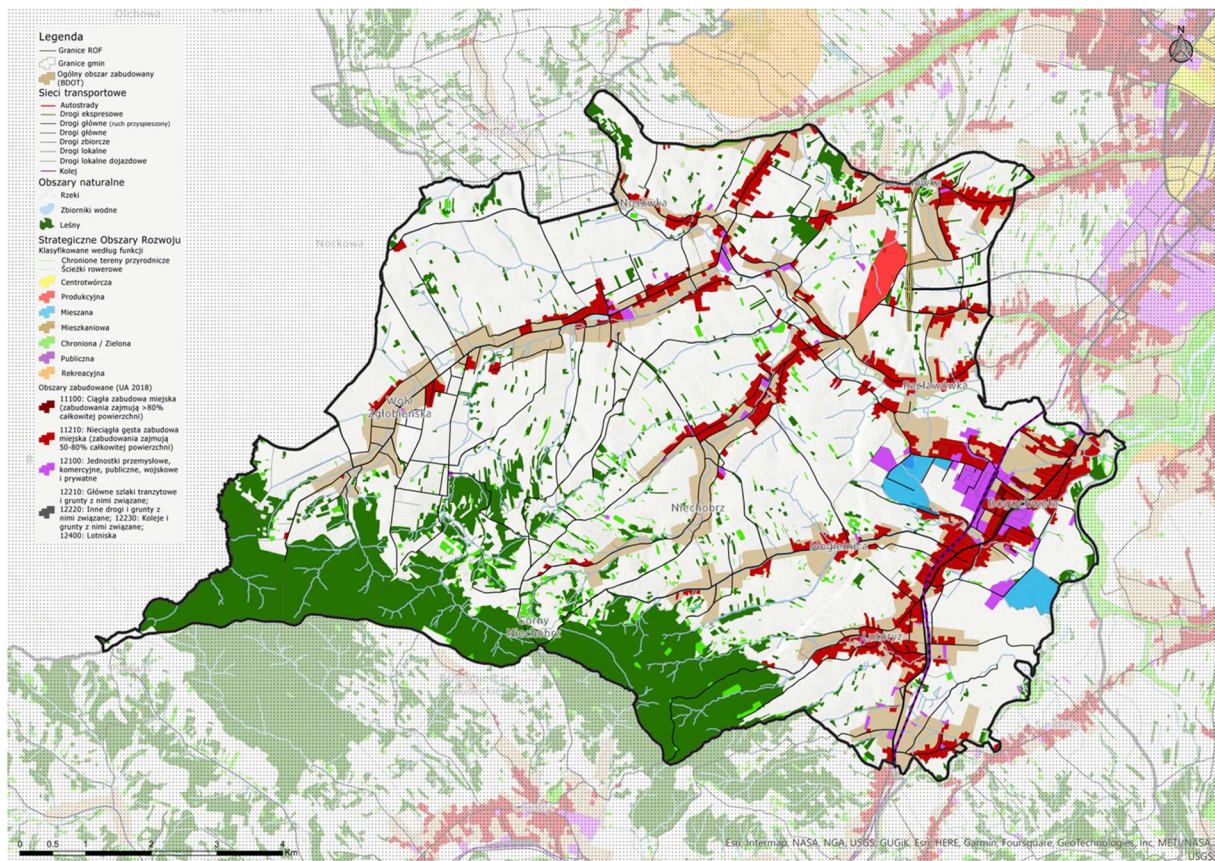 Olchowa
Legenda
Granice ROF
Granice gmin
Ogólny obszar zabudowany
(BDOT)
Sieci transportowe
Autostrady
Drogi ekspresowe
Drogi główne (ruch przyspieszony)
Drogi główne
Drogi zbiorcze
Drogi lokalne
Drogi lokalne dojazdowe
Kolej
Obszary naturalne
Rzeki
Zbiorniki wodne
Leśny
Strategiczne Obszary Rozwoju
Klasyfikowane według funkcji
Chronione tereny przyrodnicze
Ścieżki rowerowe
Centrotwórcza
Produkcyjna
Mieszana
Mieszkaniowa
Chroniona / Zielona
Publiczna
Rekreacyjna
Obszary zabudowane (UA 2018)
11100: Ciągła zabudowa miejska
(zabudowania zajmują >80%
całkowitej powierzchni)
11210: Nieciągła gęsta zabudowa
miejska (zabudowania zajmują
50-80% całkowitej powierzchni)
12100: Jednostki przemysłowe,
komercyjne, publiczne, wojskowe
i prywatne
12210: Główne szlaki tranzytowe
i grunty z nimi związane;
12220: Inne drogi i grunty z
nimi związane; 12230: Koleje i
grunty z nimi związane;
12400: Lotniska
N
Nosówka
Nockowa
Racławówka
Wola
Zgłobieńska
Boguchwała
Niechobrz
Mogielnica
Górny
Niechobrz
Lutoryż
0 0.5 1 2 3 4 Km
Esri, Intermap, NASA, NGA, USGS, GUGiK, Esri, HERE, Garmin, Foursquare, GeoTechnologies, Inc, METI/NASA,
USGS